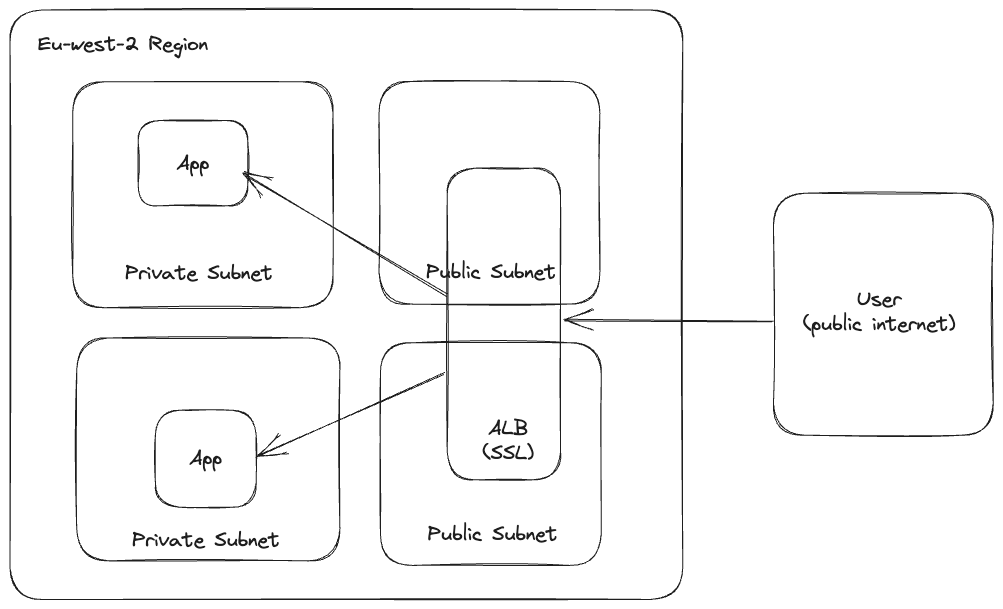 Eu-west-2 Region
App
Private Subnet
Public Subnet
User
(public internet)
ALB
(SSL)
App
Private Subnet
Public Subnet